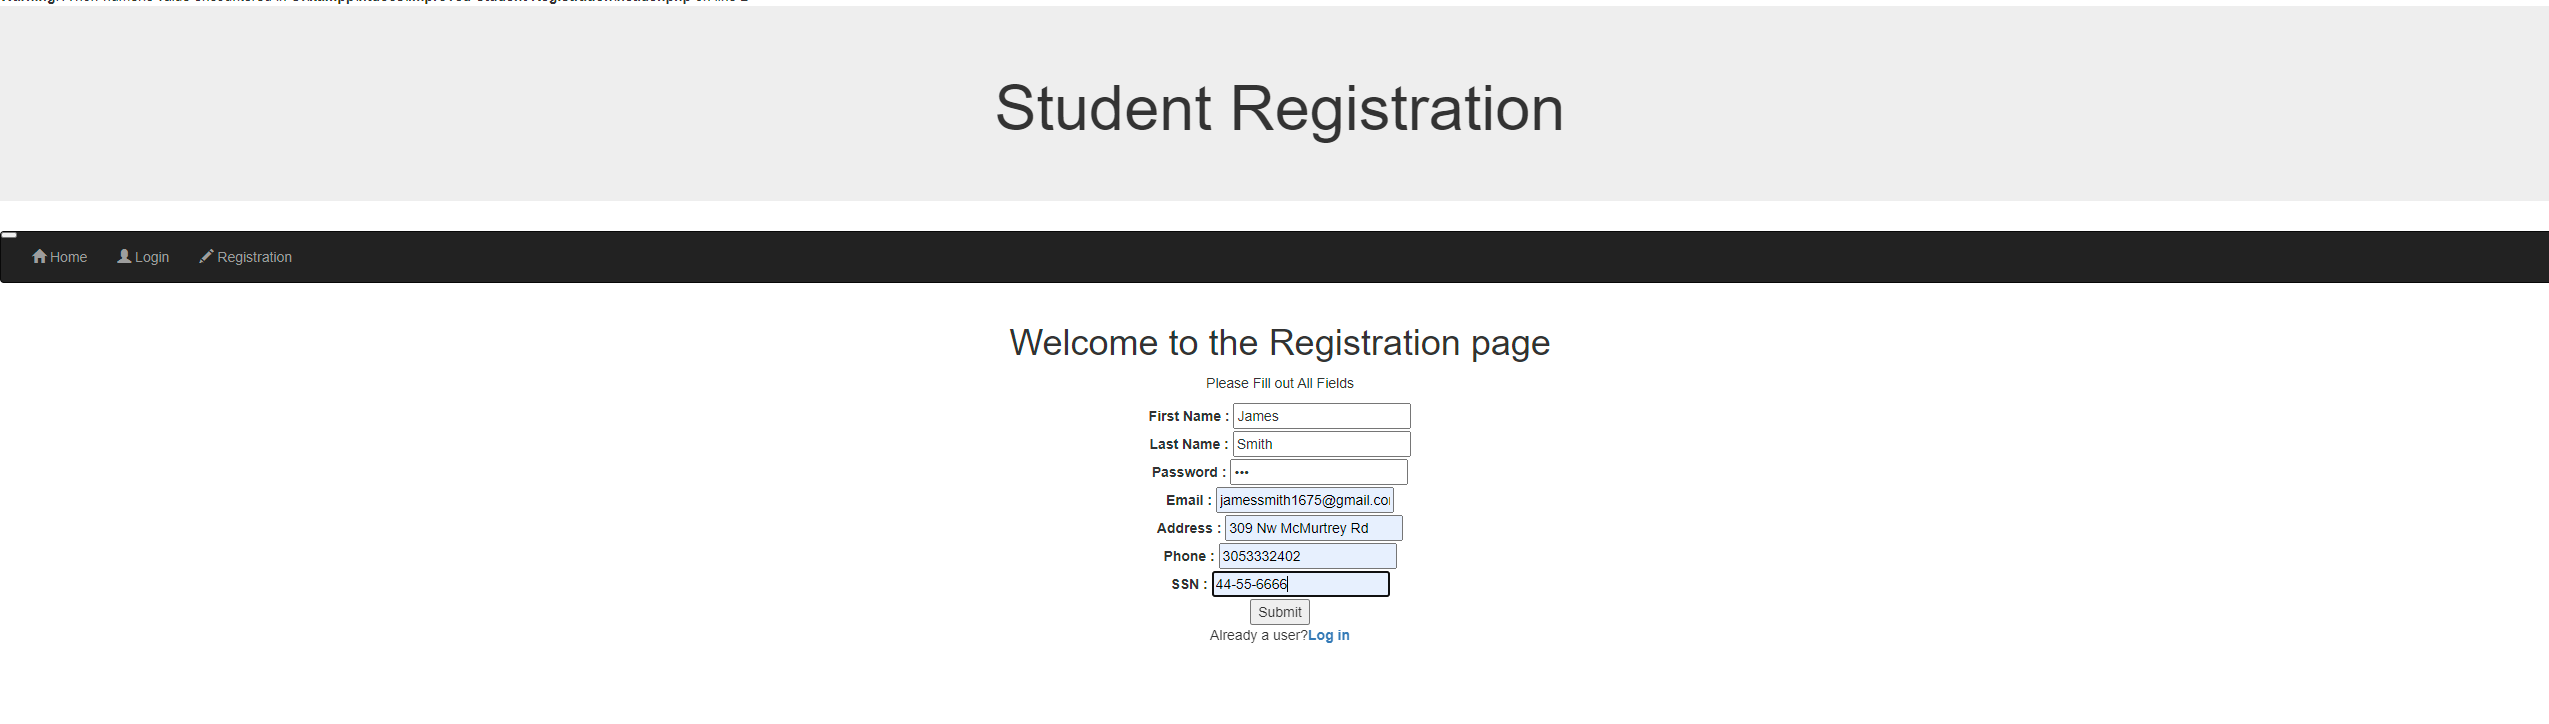 Student Registration
Home Login Registration
Welcome to the Registration page
Please Fill out All Fields
First Name : James
Last Name : Smith
Password : •••
Email : jamessmith1675@gmail.co
Address : 309 Nw McMurtrey Rd
Phone : 3053332402
SSN : 44-55-6666
Submit
Already a user?Log in